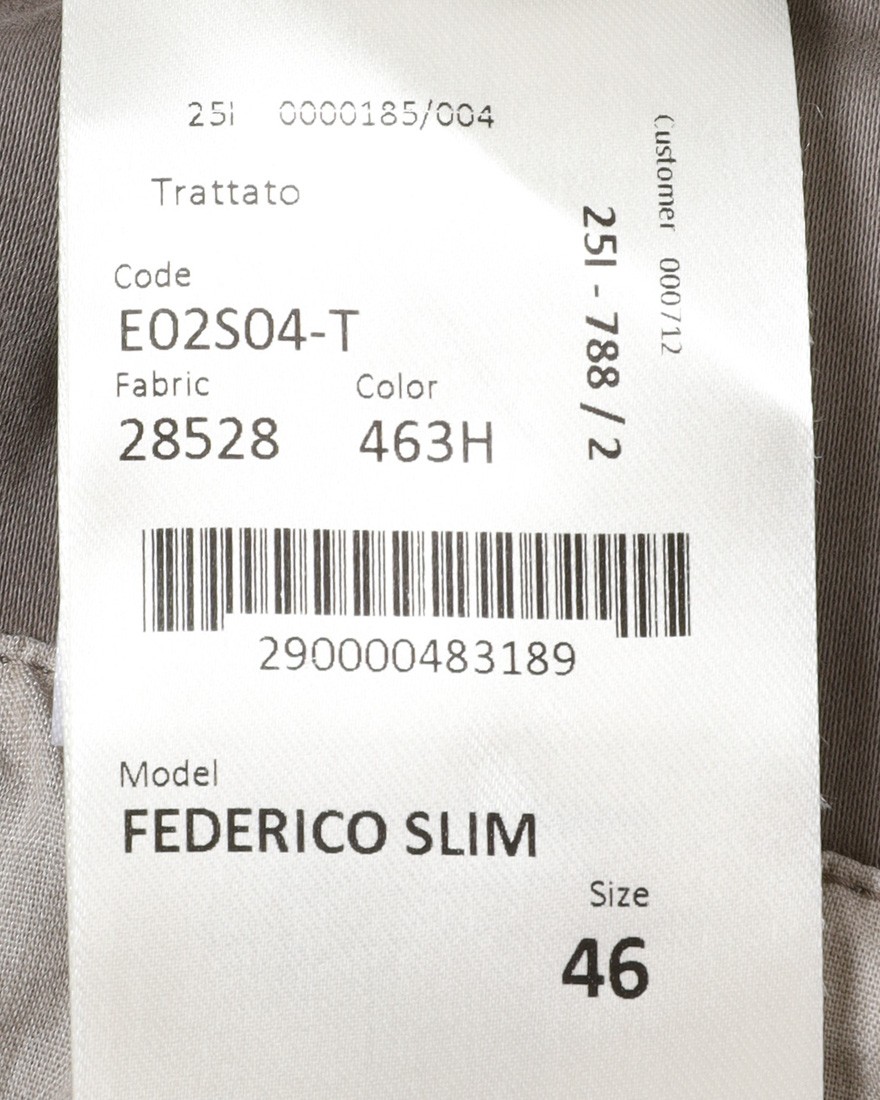 25I 0000185/004
Trattato
Code
E02S04-T
Fabric Color
28528 463H
290000483189
Model
FEDERICO SLIM
Size
46
25I - 788 / 2
Customer 000712